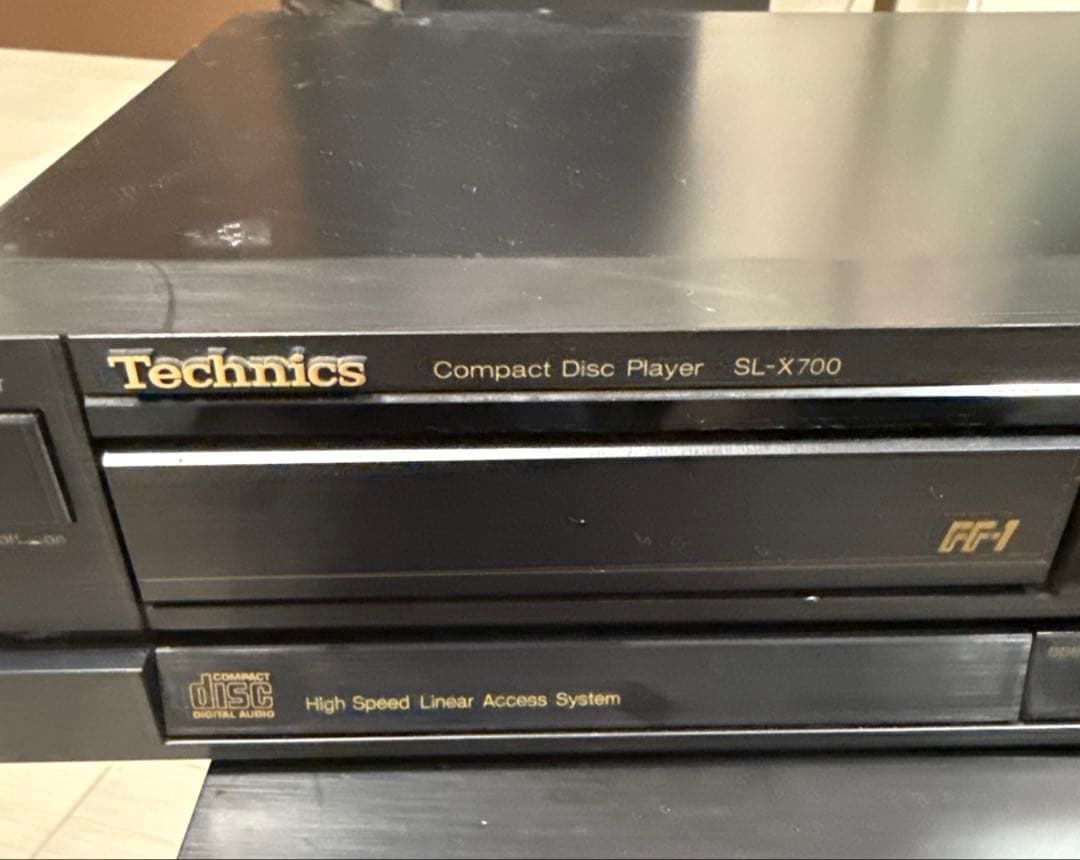 Technics Compact Disc Player SL-X700
FF-1
COMPACT
disc
DIGITAL AUDIO
High Speed Linear Access System